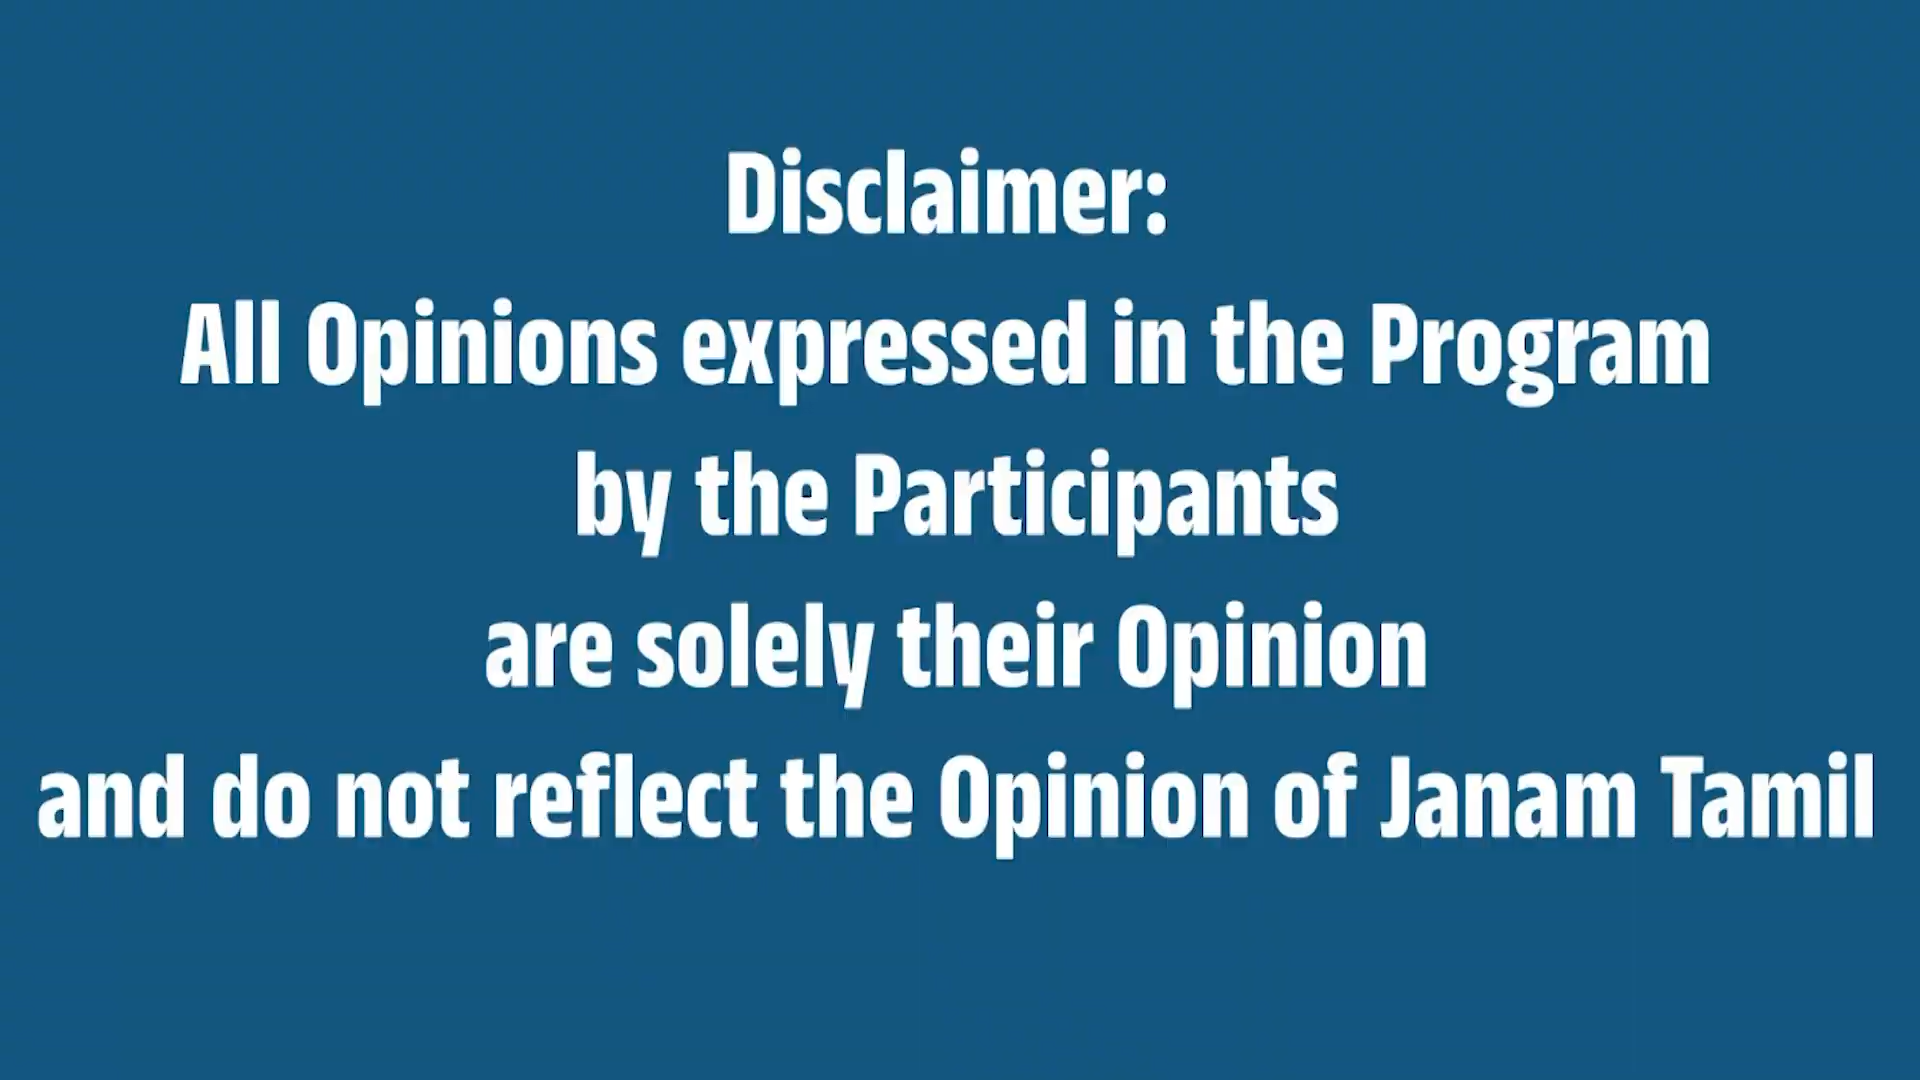 Disclaimer:
All Opinions expressed in the Program
by the Participants
are solely their Opinion
and do not reflect the Opinion of Janam Tamil